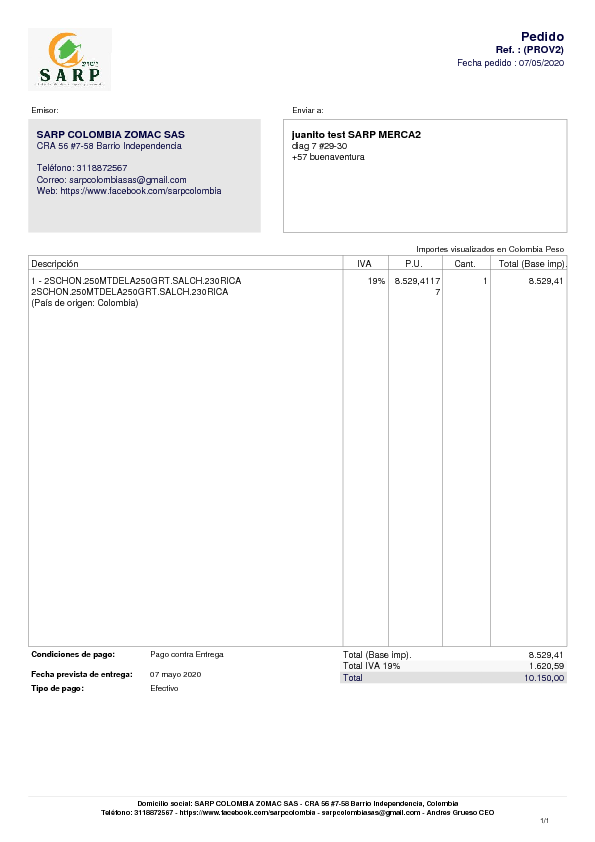 SARP
Pedido
Ref. : (PROV2)
Fecha pedido : 07/05/2020
Emisor:
Enviar a:
SARP COLOMBIA ZOMAC SAS
CRA 56 #7-58 Barrio Independencia
Teléfono: 3118872567
Correo: sarpcolombiasas@gmail.com
Web: https://www.facebook.com/sarpcolombia
juanito test SARP MERCA2
diag 7 #29-30
+57 buenaventura
Importes visualizados en Colombia Peso
Descripción IVA P.U. Cant. Total (Base imp).
1 - 2SCHON.250MTDELA250GRT.SALCH.230RICA 19% 8.529,4117 1 8.529,41
2SCHON.250MTDELA250GRT.SALCH.230RICA 7
(País de origen: Colombia)
Condiciones de pago: Pago contra Entrega
Fecha prevista de entrega: 07 mayo 2020
Tipo de pago: Efectivo
Total (Base imp). 8.529,41
Total IVA 19% 1.620,59
Total 10.150,00
Domicilio social: SARP COLOMBIA ZOMAC SAS - CRA 56 #7-58 Barrio Independencia, Colombia
Teléfono: 3118872567 - https://www.facebook.com/sarpcolombia - sarpcolombiasas@gmail.com - Andres Grueso CEO
1/1